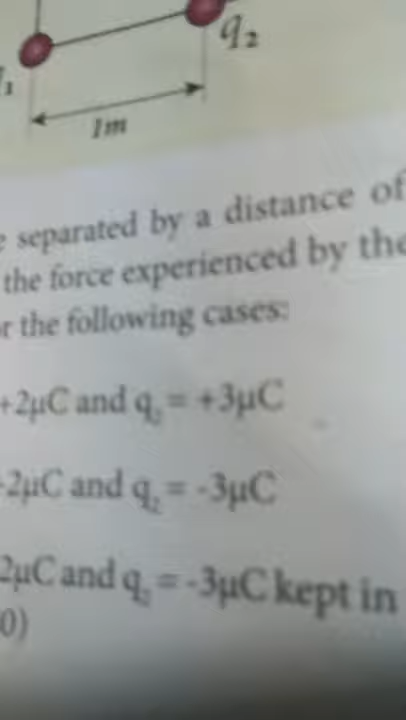 q₂
1
1m
separated by a distance of
the force experienced by the
r the following cases:
+2μC and q₂ = +3μC
2μC and q₂ = -3μC
2μC and q₂ = -3μC kept in
0)